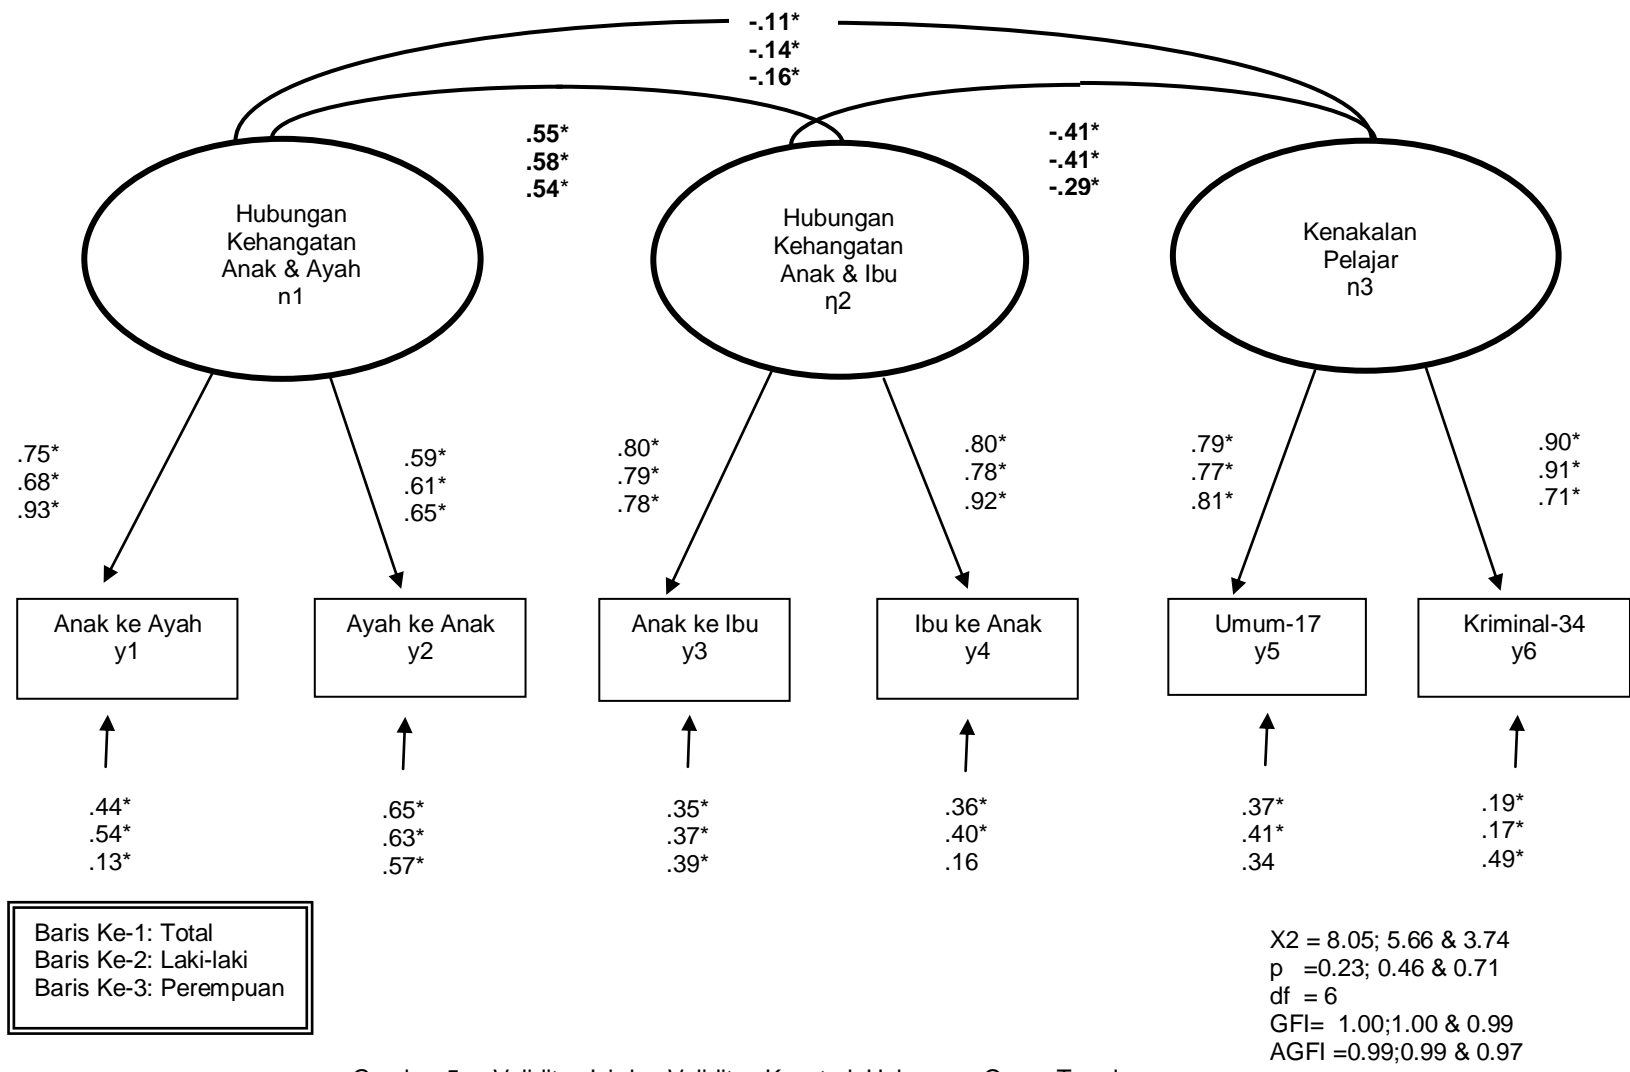 -.11*
-.14*
-.16*
.55*
.58*
.54*
-.41*
-.41*
-.29*
Hubungan
Kehangatan
Anak & Ayah
n1
Hubungan
Kehangatan
Anak & Ibu
η2
Kenakalan
Pelajar
n3
.75*
.68*
.93*
.59*
.61*
.65*
.80*
.79*
.78*
.80*
.78*
.92*
.79*
.77*
.81*
.90*
.91*
.71*
Anak ke Ayah
y1
Ayah ke Anak
y2
Anak ke Ibu
y3
Ibu ke Anak
y4
Umum-17
y5
Kriminal-34
y6
.44*
.54*
.13*
.65*
.63*
.57*
.35*
.37*
.39*
.36*
.40*
.16
.37*
.41*
.34
.19*
.17*
.49*
Baris Ke-1: Total
Baris Ke-2: Laki-laki
Baris Ke-3: Perempuan
X2 = 8.05; 5.66 & 3.74
p =0.23; 0.46 & 0.71
df = 6
GFI= 1.00;1.00 & 0.99
AGFI =0.99;0.99 & 0.97